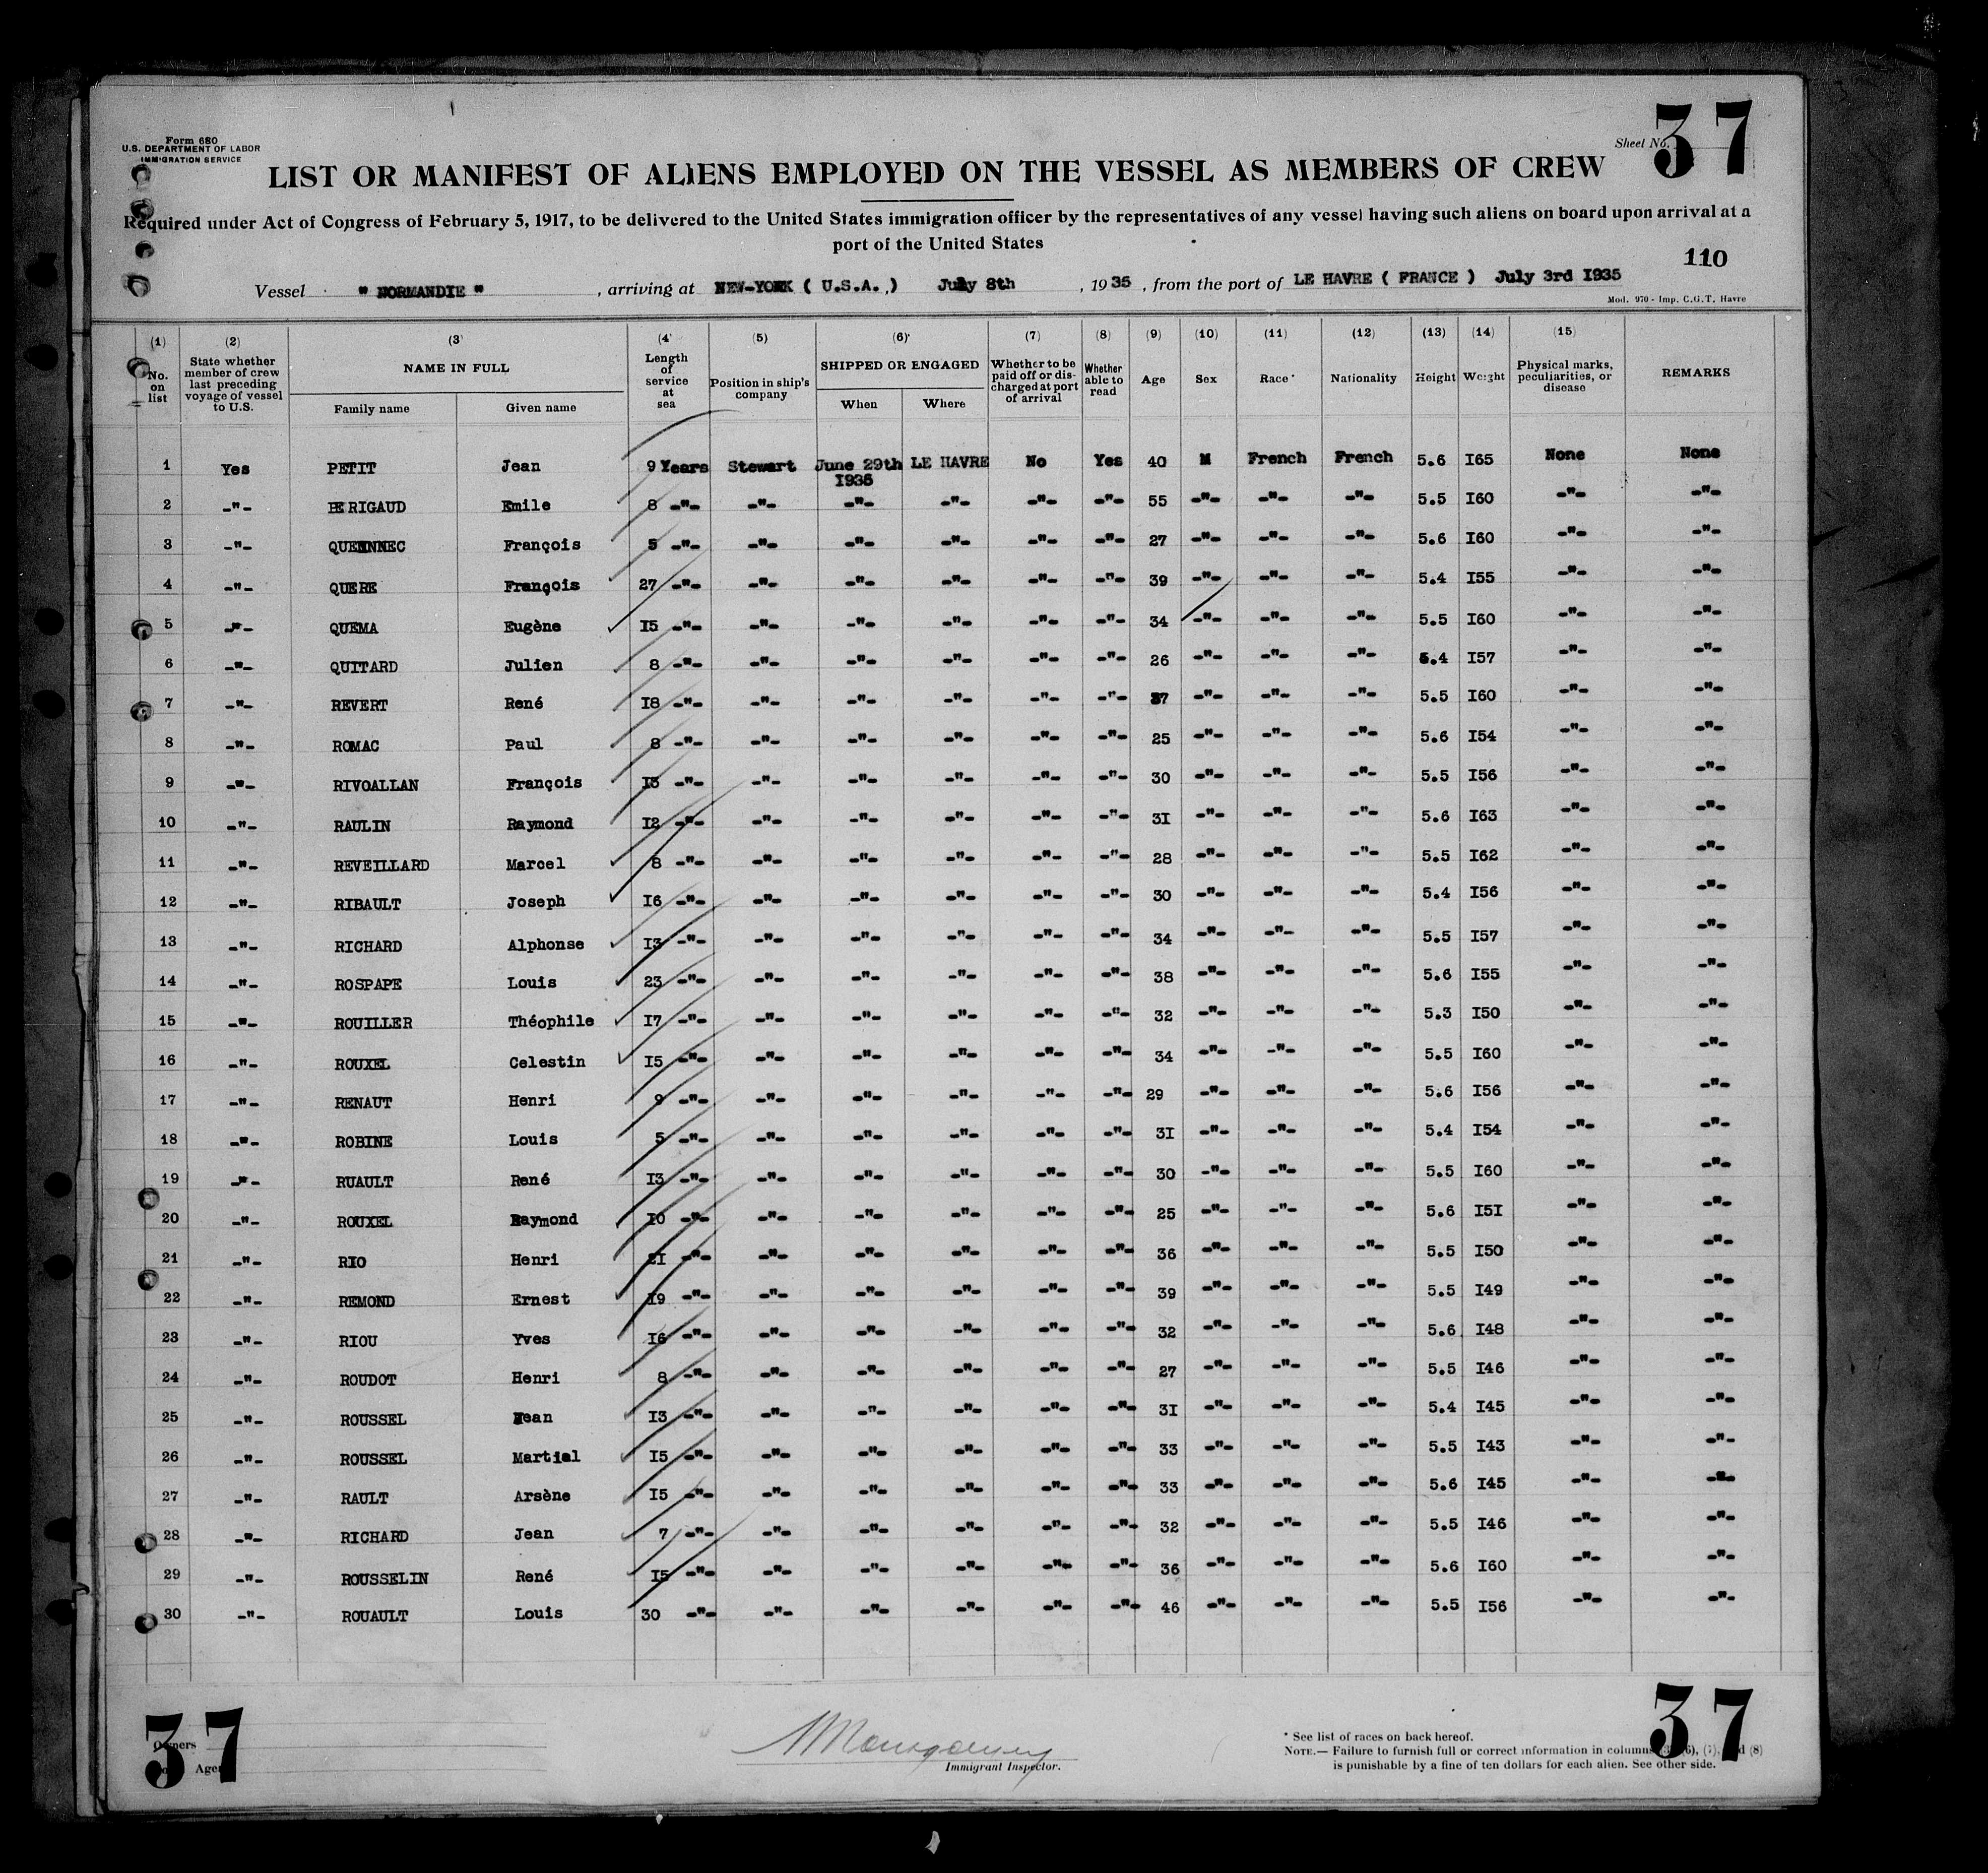 Form 680
U.S. DEPARTMENT OF LABOR
IMMIGRATION SERVICE
Sheet No. 37
LIST OR MANIFEST OF ALIENS EMPLOYED ON THE VESSEL AS MEMBERS OF CREW
Required under Act of Congress of February 5, 1917, to be delivered to the United States immigration officer by the representatives of any vessel having such aliens on board upon arrival at a
port of the United States
110
Vessel " NORMANDIE " , arriving at NEW-YORK ( U.S.A. ) July 8th , 1935 , from the port of LE HAVRE ( FRANCE ) July 3rd I935
Mod. 970 - Imp. C.G.T. Havre
(1) No. on list (2) State whether member of crew last preceding voyage of vessel to U.S. (3) NAME IN FULL Family name Given name (4) Length of service at sea (5) Position in ship's company (6) SHIPPED OR ENGAGED When Where (7) Whether to be paid off or discharged at port of arrival (8) Whether able to read (9) Age (10) Sex (11) Race* (12) Nationality (13) Height (14) Weight (15) Physical marks, peculiarities, or disease REMARKS
1 Yes PETIT Jean 9 Years Stewart June 29th I935 LE HAVRE No Yes 40 M French French 5.6 I65 None None
2 -"- PERIGAUD Emile 8 -"- -"- -"- -"- -"- -"- 55 -"- -"- -"- 5.5 I60 -"- -"-
3 -"- François 5 -"- -"- -"- -"- -"- -"- 27 -"- -"- -"- 5.6 I60 -"- -"-
4 -"- QUERE François 27 -"- -"- -"- -"- -"- -"- 39 -"- -"- -"- 5.4 I55 -"- -"-
5 -"- QUEMA Eugène I5 -"- -"- -"- -"- -"- -"- 34 -"- -"- -"- 5.5 I60 -"- -"-
6 -"- QUITARD Julien 8 -"- -"- -"- -"- -"- -"- 26 -"- -"- -"- 5.4 I57 -"- -"-
7 -"- REVERT René I8 -"- -"- -"- -"- -"- -"- 37 -"- -"- -"- 5.5 I60 -"- -"-
8 -"- ROMAC Paul 8 -"- -"- -"- -"- -"- -"- 25 -"- -"- -"- 5.6 I54 -"- -"-
9 -"- RIVOALLAN François I3 -"- -"- -"- -"- -"- -"- 30 -"- -"- -"- 5.5 I56 -"- -"-
10 -"- RAULIN Raymond I2 -"- -"- -"- -"- -"- -"- 3I -"- -"- -"- 5.6 I63 -"- -"-
11 -"- REVEILLARD Marcel 8 -"- -"- -"- -"- -"- -"- 28 -"- -"- -"- 5.5 I62 -"- -"-
12 -"- RIBAULT Joseph I6 -"- -"- -"- -"- -"- -"- 30 -"- -"- -"- 5.4 I56 -"- -"-
13 -"- RICHARD Alphonse I3 -"- -"- -"- -"- -"- -"- 34 -"- -"- -"- 5.5 I57 -"- -"-
14 -"- ROSPAPE Louis 23 -"- -"- -"- -"- -"- -"- 38 -"- -"- -"- 5.6 I55 -"- -"-
15 -"- ROUILLER Théophile I7 -"- -"- -"- -"- -"- -"- 32 -"- -"- -"- 5.3 I50 -"- -"-
16 -"- ROUXEL Celestin I5 -"- -"- -"- -"- -"- -"- 34 -"- -"- -"- 5.5 I60 -"- -"-
17 -"- RENAUT Henri 9 -"- -"- -"- -"- -"- -"- 29 -"- -"- -"- 5.6 I56 -"- -"-
18 -"- ROBINE Louis 5 -"- -"- -"- -"- -"- -"- 3I -"- -"- -"- 5.4 I54 -"- -"-
19 -"- RUAULT René I3 -"- -"- -"- -"- -"- -"- 30 -"- -"- -"- 5.5 I60 -"- -"-
20 -"- ROUXEL Raymond I0 -"- -"- -"- -"- -"- -"- 25 -"- -"- -"- 5.6 I5I -"- -"-
21 -"- RIO Henri 2I -"- -"- -"- -"- -"- -"- 36 -"- -"- -"- 5.5 I50 -"- -"-
22 -"- REMOND Ernest I9 -"- -"- -"- -"- -"- -"- 39 -"- -"- -"- 5.5 I49 -"- -"-
23 -"- RIOU Yves I6 -"- -"- -"- -"- -"- -"- 32 -"- -"- -"- 5.6 I48 -"- -"-
24 -"- ROUDOT Henri 8 -"- -"- -"- -"- -"- -"- 27 -"- -"- -"- 5.5 I46 -"- -"-
25 -"- ROUSSEL Jean I3 -"- -"- -"- -"- -"- -"- 3I -"- -"- -"- 5.4 I45 -"- -"-
26 -"- ROUSSEL Martial I5 -"- -"- -"- -"- -"- -"- 33 -"- -"- -"- 5.5 I43 -"- -"-
27 -"- RAULT Arsène I5 -"- -"- -"- -"- -"- -"- 33 -"- -"- -"- 5.6 I45 -"- -"-
28 -"- RICHARD Jean 7 -"- -"- -"- -"- -"- -"- 32 -"- -"- -"- 5.5 I46 -"- -"-
29 -"- ROUSSELIN René I5 -"- -"- -"- -"- -"- -"- 36 -"- -"- -"- 5.6 I60 -"- -"-
30 -"- ROUAULT Louis 30 -"- -"- -"- -"- -"- -"- 46 -"- -"- -"- 5.5 I56 -"- -"-
37
37
Owners
Immigrant Inspector.
* See list of races on back hereof.
NOTE.— Failure to furnish full or correct information in columns (6), (7), (8)
is punishable by a fine of ten dollars for each alien. See other side.